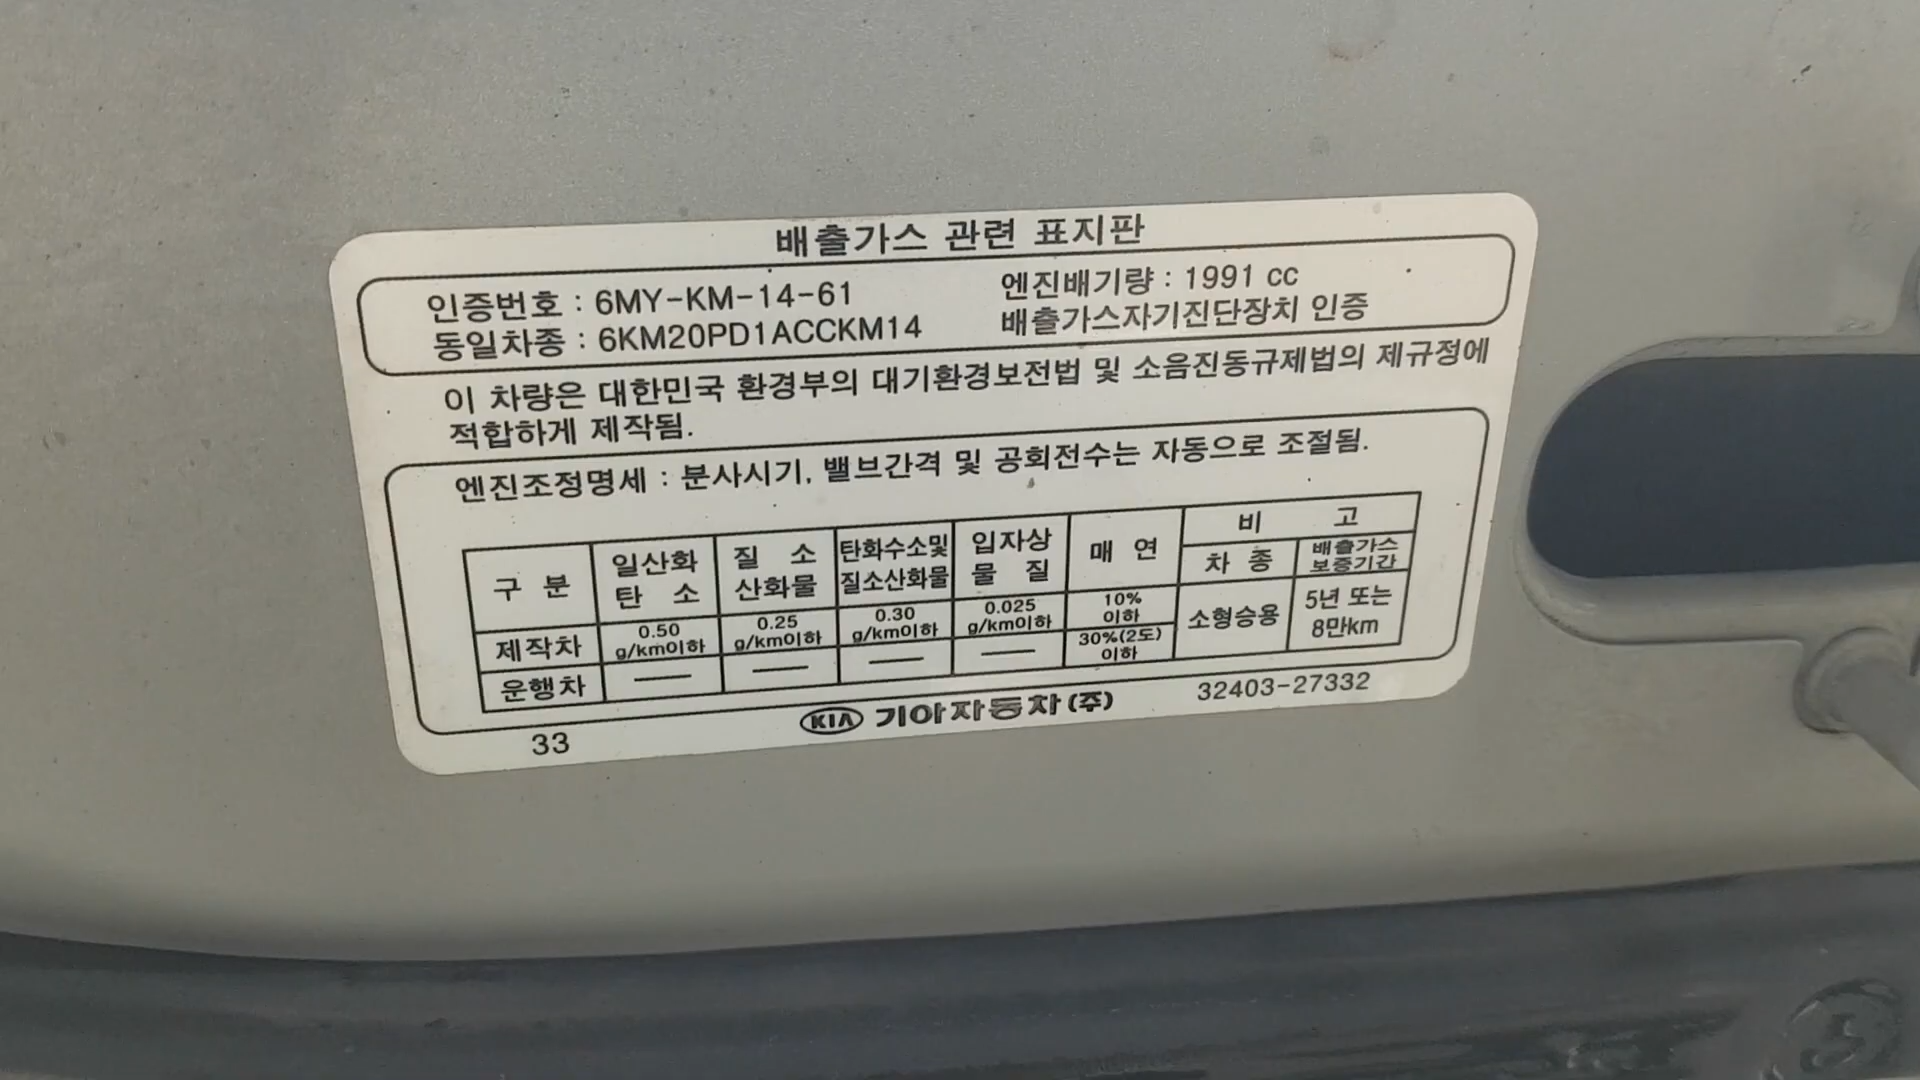 배출가스 관련 표지판
인증번호 : 6MY-KM-14-61 엔진배기량 : 1991 cc
동일차종 : 6KM20PD1ACCKM14 배출가스자기진단장치 인증
이 차량은 대한민국 환경부의 대기환경보전법 및 소음진동규제법의 제규정에
적합하게 제작됨.
엔진조정명세 : 분사시기, 밸브간격 및 공회전수는 자동으로 조절됨.
구 분
일산화
탄 소
질 소
산화물
탄화수소및
질소산화물
입자상
물 질
매 연
비 고
차 종
배출가스
보증기간
제작차
0.50
g/km이하
0.25
g/km이하
0.30
g/km이하
0.025
g/km이하
10%
이하
소형승용
5년 또는
8만km
운행차
30%(2도)
이하
33
KIA 기아자동차(주)
32403-27332